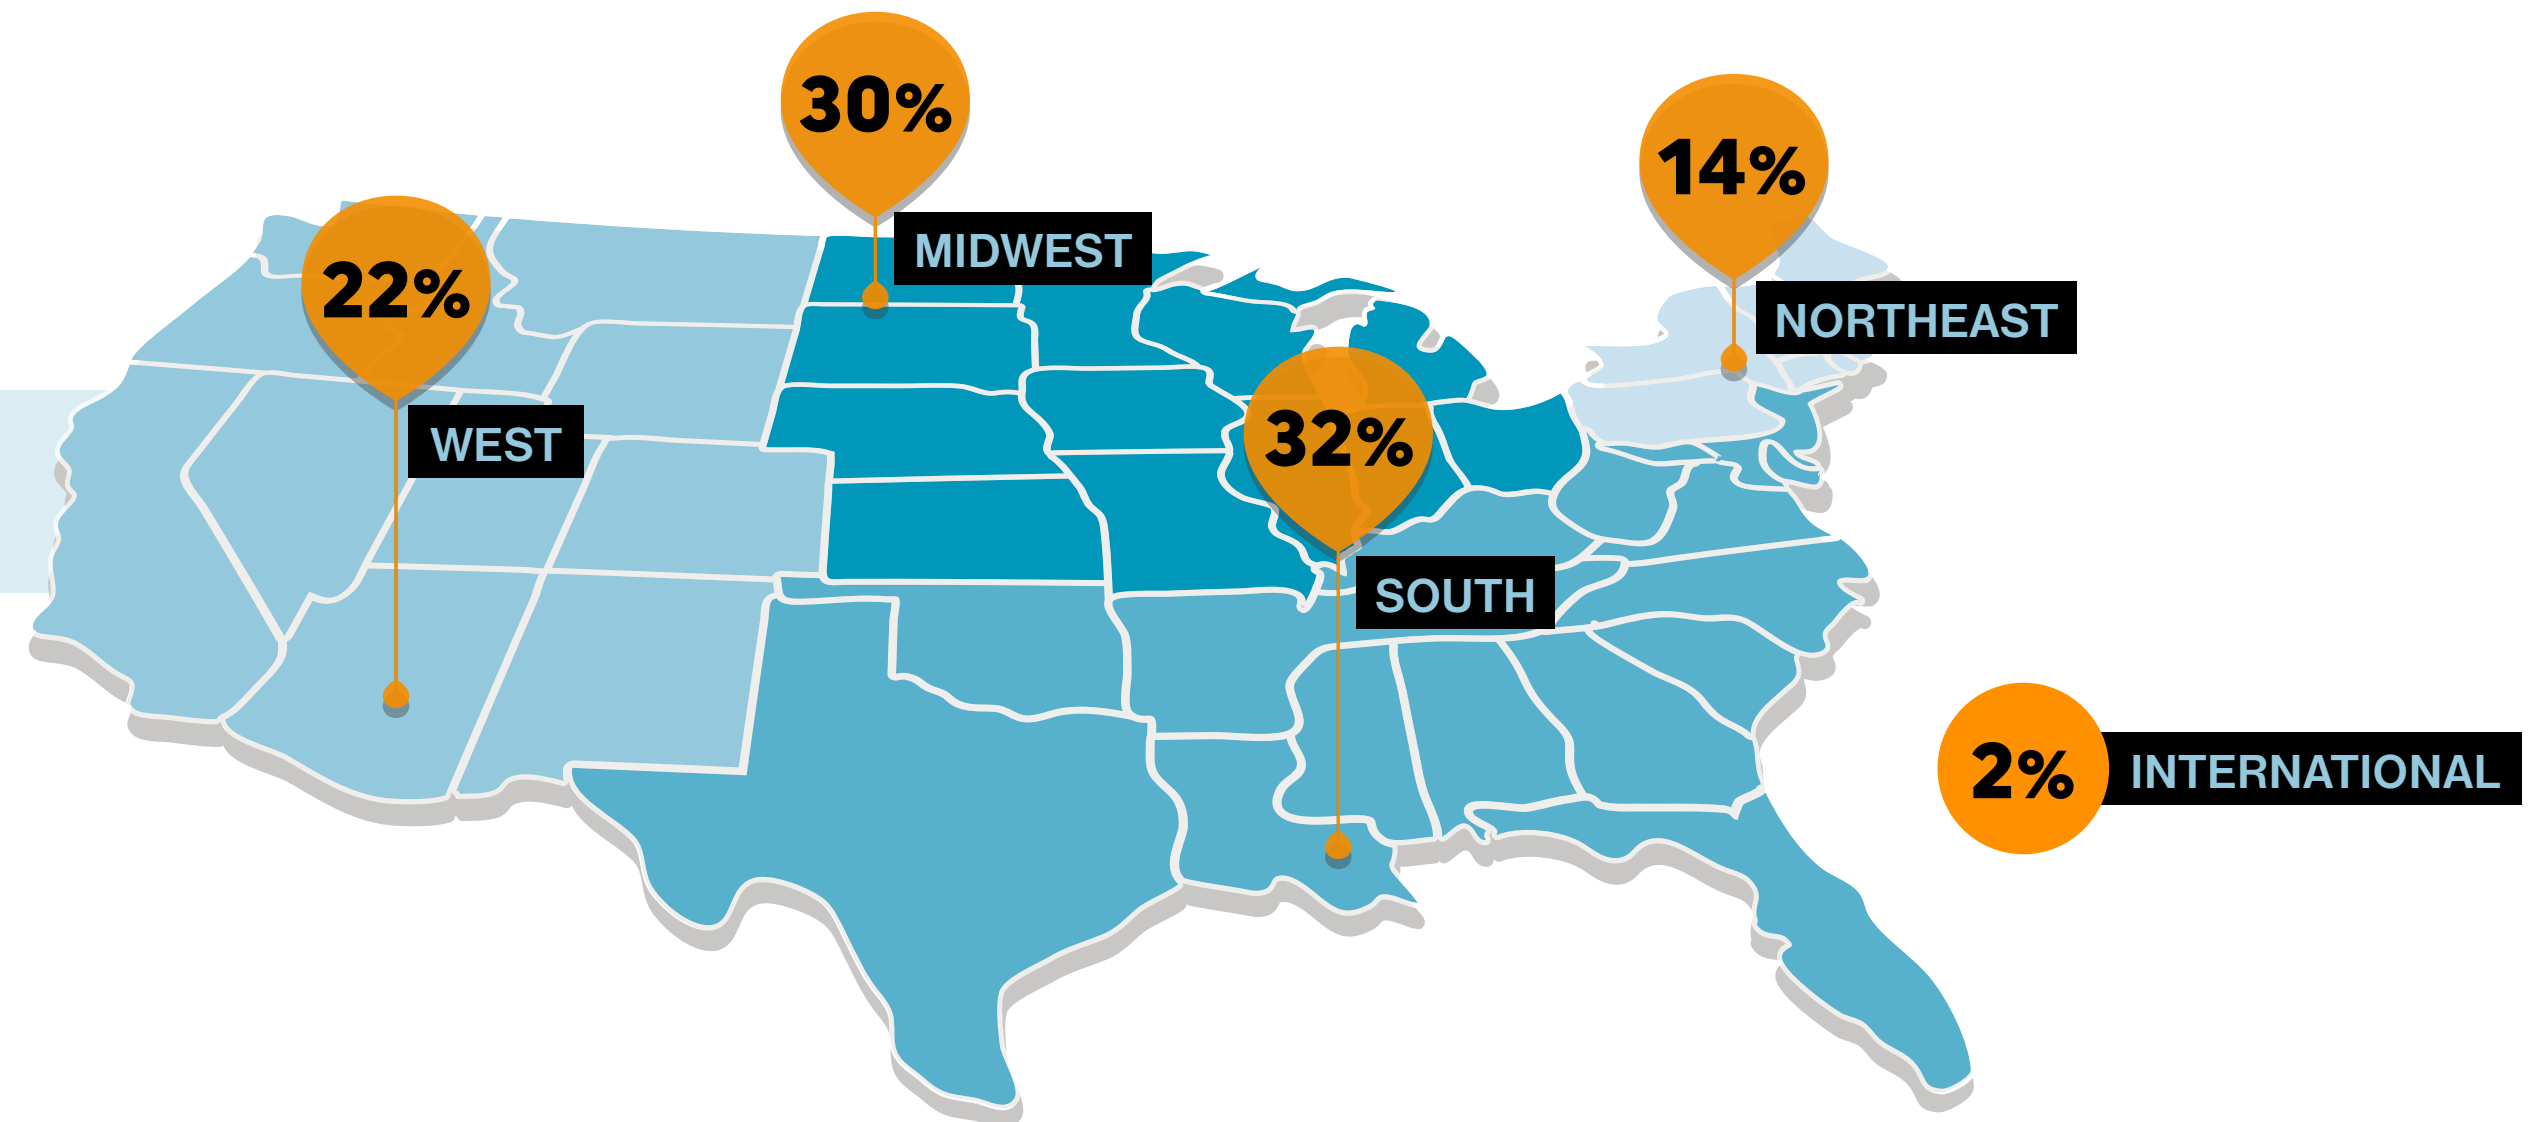 30%
MIDWEST
14%
NORTHEAST
22%
WEST
32%
SOUTH
2%
INTERNATIONAL